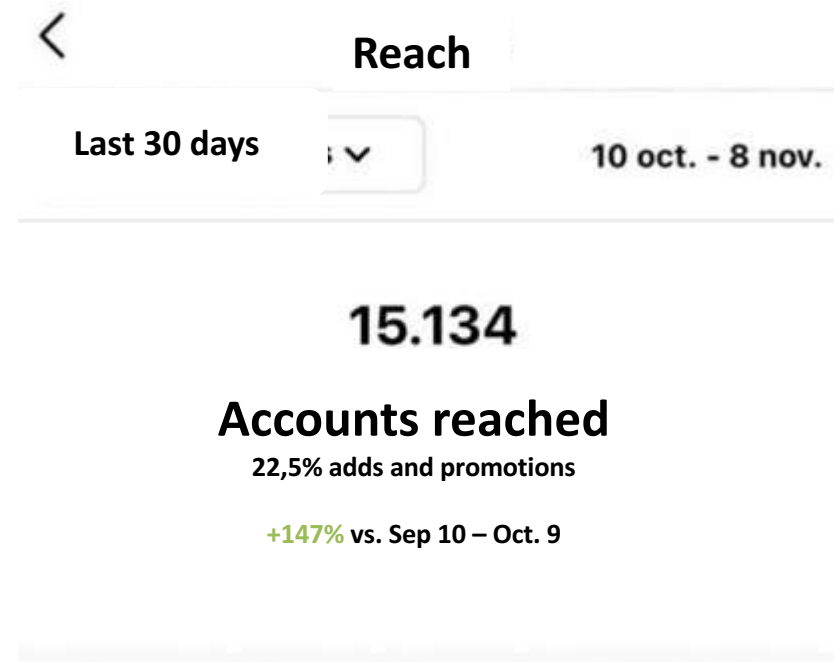 Reach
Last 30 days
10 oct. - 8 nov.
15.134
Accounts reached
22,5% adds and promotions
+147% vs. Sep 10 – Oct. 9